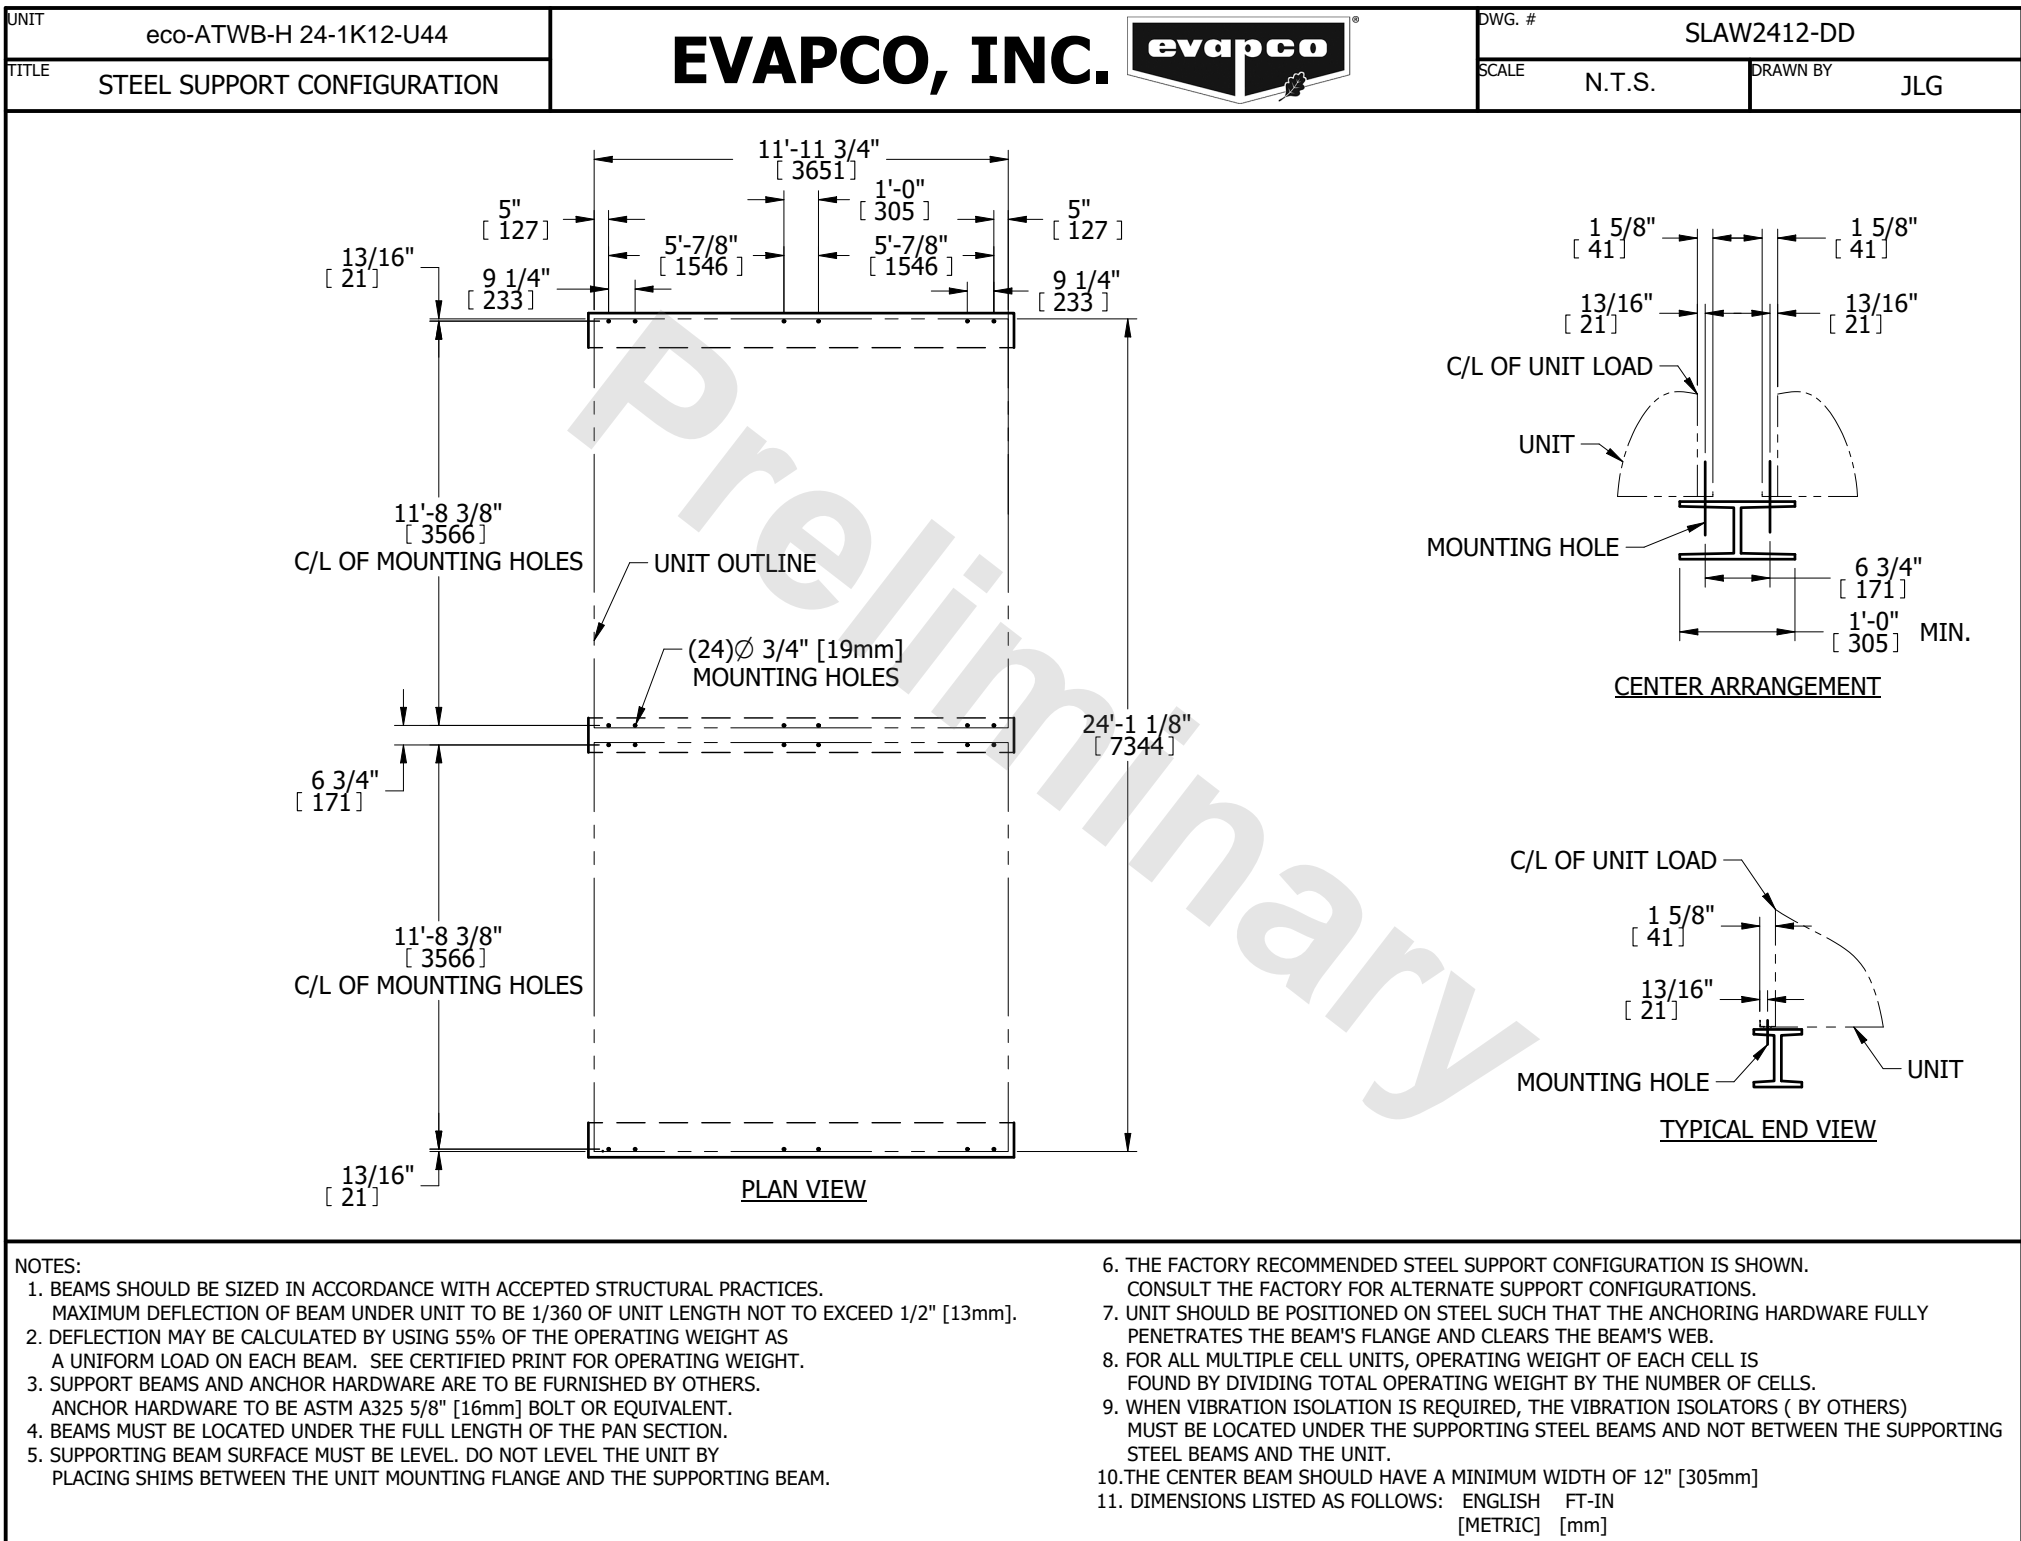 UNIT
eco-ATWB-H 24-1K12-U44
TITLE
STEEL SUPPORT CONFIGURATION
EVAPCO, INC.
evapco
®
DWG. #
SLAW2412-DD
SCALE
N.T.S.
DRAWN BY
JLG
11'-11 3/4"
[ 3651 ]
1'-0"
[ 305 ]
5"
[ 127 ]
5"
[ 127 ]
5'-7/8"
[ 1546 ]
5'-7/8"
[ 1546 ]
13/16"
[ 21 ]
9 1/4"
[ 233 ]
9 1/4"
[ 233 ]
11'-8 3/8"
[ 3566 ]
C/L OF MOUNTING HOLES
UNIT OUTLINE
(24)∅ 3/4" [19mm]
MOUNTING HOLES
24'-1 1/8"
[ 7344 ]
6 3/4"
[ 171 ]
11'-8 3/8"
[ 3566 ]
C/L OF MOUNTING HOLES
13/16"
[ 21 ]
PLAN VIEW
Preliminary
1 5/8"
[ 41 ]
1 5/8"
[ 41 ]
13/16"
[ 21 ]
13/16"
[ 21 ]
C/L OF UNIT LOAD
UNIT
MOUNTING HOLE
6 3/4"
[ 171 ]
1'-0"
[ 305 ] MIN.
CENTER ARRANGEMENT
C/L OF UNIT LOAD
1 5/8"
[ 41 ]
13/16"
[ 21 ]
MOUNTING HOLE
UNIT
TYPICAL END VIEW
NOTES:
1. BEAMS SHOULD BE SIZED IN ACCORDANCE WITH ACCEPTED STRUCTURAL PRACTICES.
MAXIMUM DEFLECTION OF BEAM UNDER UNIT TO BE 1/360 OF UNIT LENGTH NOT TO EXCEED 1/2" [13mm].
2. DEFLECTION MAY BE CALCULATED BY USING 55% OF THE OPERATING WEIGHT AS
A UNIFORM LOAD ON EACH BEAM. SEE CERTIFIED PRINT FOR OPERATING WEIGHT.
3. SUPPORT BEAMS AND ANCHOR HARDWARE ARE TO BE FURNISHED BY OTHERS.
ANCHOR HARDWARE TO BE ASTM A325 5/8" [16mm] BOLT OR EQUIVALENT.
4. BEAMS MUST BE LOCATED UNDER THE FULL LENGTH OF THE PAN SECTION.
5. SUPPORTING BEAM SURFACE MUST BE LEVEL. DO NOT LEVEL THE UNIT BY
PLACING SHIMS BETWEEN THE UNIT MOUNTING FLANGE AND THE SUPPORTING BEAM.
6. THE FACTORY RECOMMENDED STEEL SUPPORT CONFIGURATION IS SHOWN.
CONSULT THE FACTORY FOR ALTERNATE SUPPORT CONFIGURATIONS.
7. UNIT SHOULD BE POSITIONED ON STEEL SUCH THAT THE ANCHORING HARDWARE FULLY
PENETRATES THE BEAM'S FLANGE AND CLEARS THE BEAM'S WEB.
8. FOR ALL MULTIPLE CELL UNITS, OPERATING WEIGHT OF EACH CELL IS
FOUND BY DIVIDING TOTAL OPERATING WEIGHT BY THE NUMBER OF CELLS.
9. WHEN VIBRATION ISOLATION IS REQUIRED, THE VIBRATION ISOLATORS ( BY OTHERS)
MUST BE LOCATED UNDER THE SUPPORTING STEEL BEAMS AND NOT BETWEEN THE SUPPORTING
STEEL BEAMS AND THE UNIT.
10.THE CENTER BEAM SHOULD HAVE A MINIMUM WIDTH OF 12" [305mm]
11. DIMENSIONS LISTED AS FOLLOWS: ENGLISH FT-IN
[METRIC] [mm]